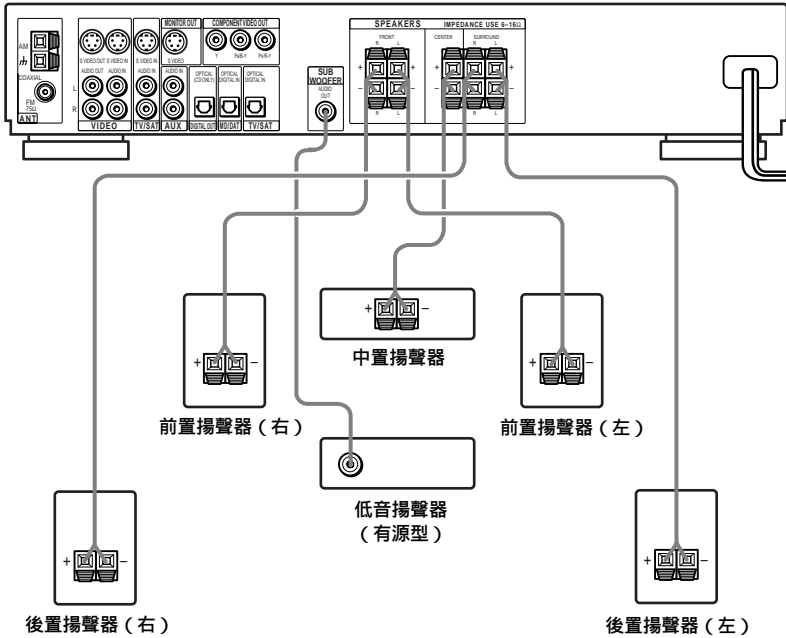 MONITOR OUT
COMPONENT VIDEO OUT
SPEAKERS
IMPEDANCE USE 6–16Ω
FRONT
R L
CENTER
SURROUND
R L
AM
COAXIAL
FM
75Ω
ANT
S VIDEO OUT
S VIDEO IN
S VIDEO IN
S VIDEO
Y
PB/B-Y
PR/R-Y
AUDIO OUT
AUDIO IN
AUDIO IN
AUDIO IN
OPTICAL
(CD ONLY)
OPTICAL
DIGITAL IN
OPTICAL
DIGITAL IN
L
R
VIDEO
TV/SAT
AUX
DIGITAL OUT
MD/DAT
TV/SAT
SUB
WOOFER
AUDIO
OUT
+ + + +
– – – –
R L
R L
+ –
中置揚聲器
+ –
前置揚聲器（右）
+ –
前置揚聲器（左）
低音揚聲器
（有源型）
+ –
後置揚聲器（右）
+ –
後置揚聲器（左）